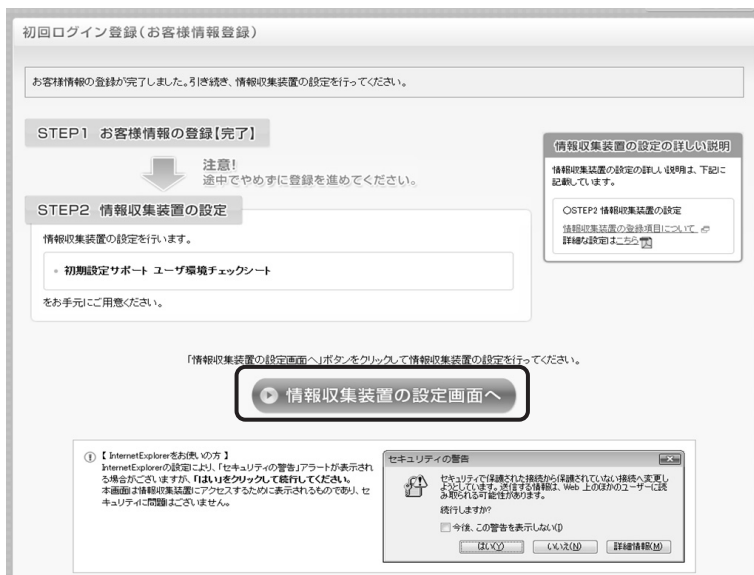 初回ログイン登録(お客様情報登録)
お客様情報の登録が完了しました。引き続き、情報収集装置の設定を行ってください。
STEP1 お客様情報の登録【完了】
注意!
途中でやめずに登録を進めてください。
STEP2 情報収集装置の設定
情報収集装置の設定を行います。
初期設定サポート ユーザ環境チェックシート
をお手元にご用意ください。
情報収集装置の設定の詳しい説明
情報収集装置の設定の詳しい説明は、下記に
記載しています。
○STEP2 情報収集装置の設定
情報収集装置の登録項目について
詳細な設定はこちら
「情報収集装置の設定画面へ」ボタンをクリックして情報収集装置の設定を行ってください。
情報収集装置の設定画面へ
【 InternetExplorerをお使いの方 】
InternetExplorerの設定により、「セキュリティの警告」アラートが表示され
る場合がございますが、「はい」をクリックして続行してください。
本画面は情報収集装置にアクセスするために表示されるものであり、セ
キュリティに問題はございません。
セキュリティの警告
セキュリティで保護された接続から保護されていない接続へ変更し
ようとしています。送信する情報は、Web 上のほかのユーザーに読
み取られる可能性があります。
続行しますか?
今後、この警告を表示しない(I)
はい(Y) いいえ(N) 詳細情報(M)